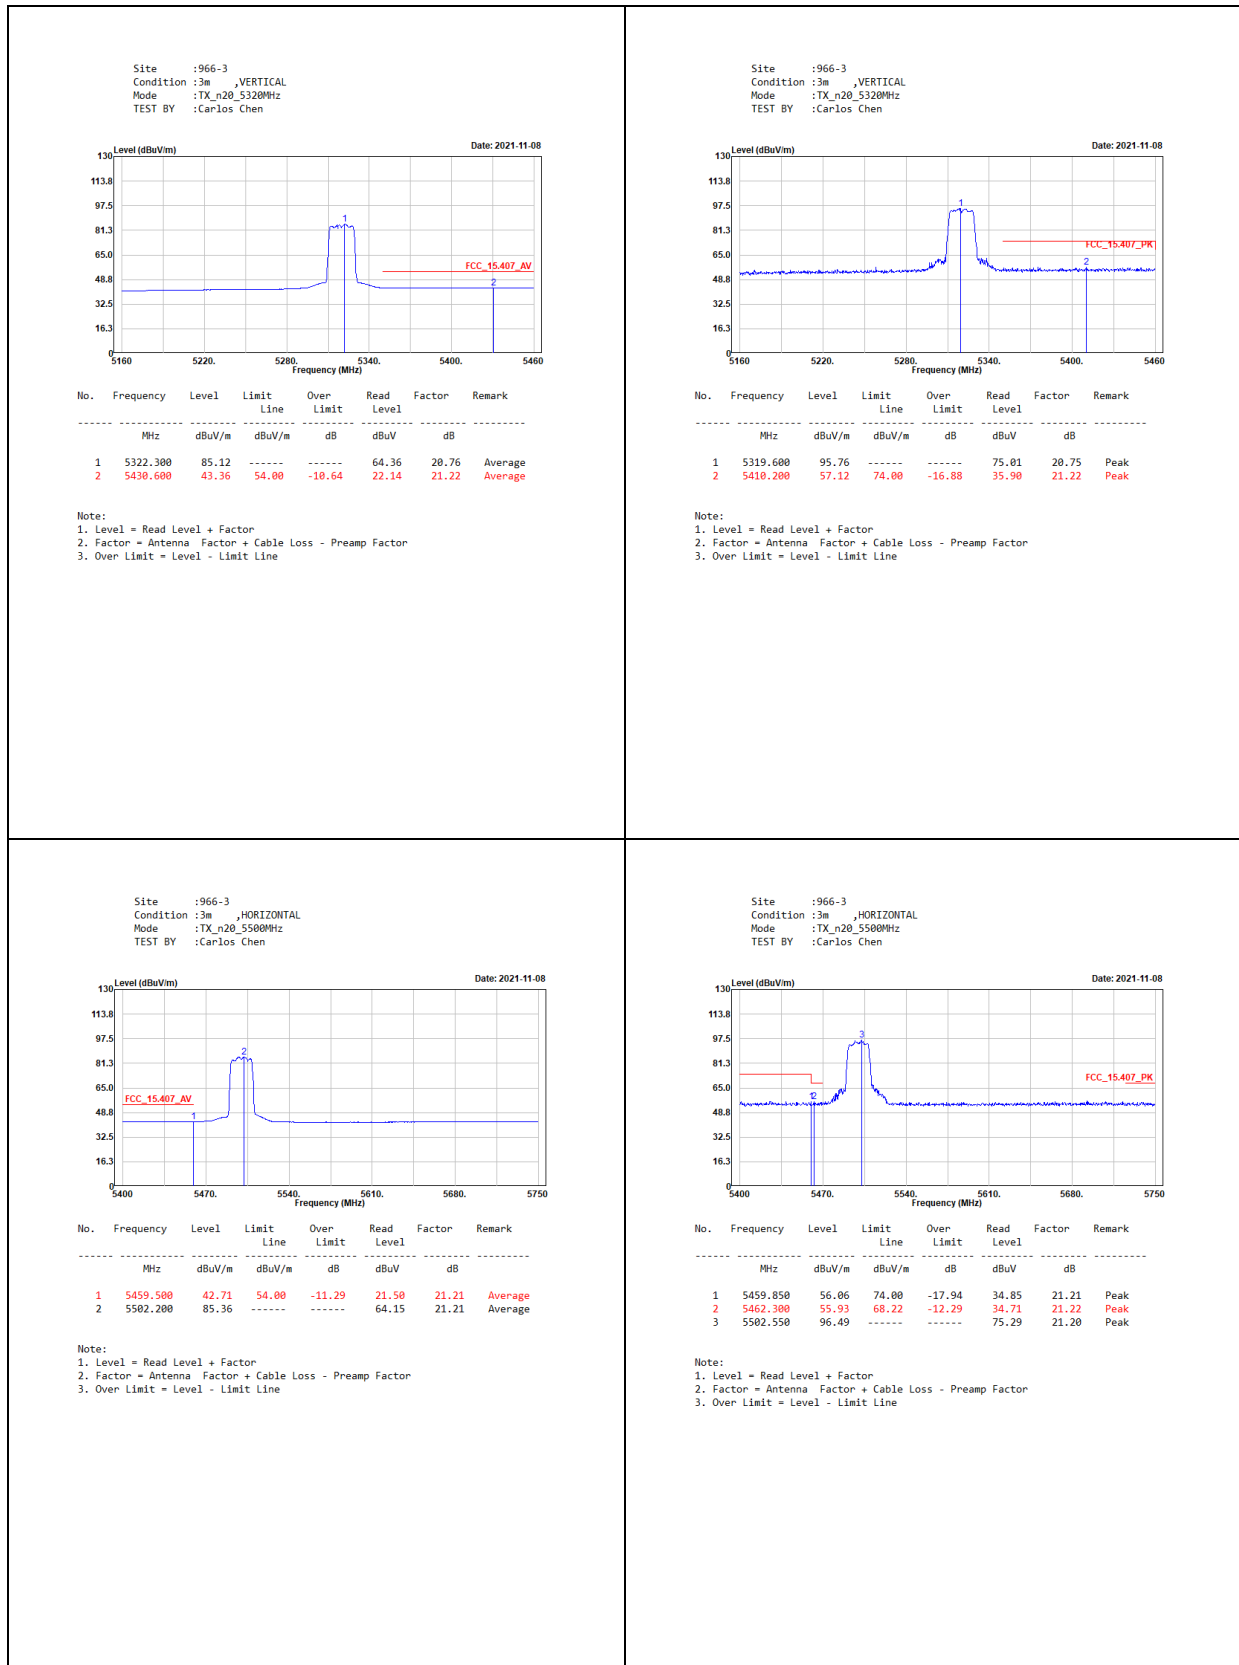 Site :966-3
Condition :3m ,VERTICAL
Mode :TX_n20_5320MHz
TEST BY :Carlos Chen
Level (dBuV/m) Date: 2021-11-08
130
113.8
97.5
81.3
65.0
48.8
32.5
16.3
0
1
FCC_15.407_AV
2
5160 5220. 5280. 5340. 5400. 5460
Frequency (MHz)
No. Frequency Level Limit Over Read Factor Remark
Line Limit Level
------ ----------- -------- -------- --------- -------- -------- ---------
MHz dBuV/m dBuV/m dB dBuV dB
1 5322.300 85.12 ------ ------ 64.36 20.76 Average
2 5430.600 43.36 54.00 -10.64 22.14 21.22 Average
Note:
1. Level = Read Level + Factor
2. Factor = Antenna Factor + Cable Loss - Preamp Factor
3. Over Limit = Level - Limit Line
Site :966-3
Condition :3m ,VERTICAL
Mode :TX_n20_5320MHz
TEST BY :Carlos Chen
Level (dBuV/m) Date: 2021-11-08
130
113.8
97.5
81.3
65.0
48.8
32.5
16.3
0
1
FCC_15.407_PK
2
5160 5220. 5280. 5340. 5400. 5460
Frequency (MHz)
No. Frequency Level Limit Over Read Factor Remark
Line Limit Level
------ ----------- -------- -------- --------- -------- -------- ---------
MHz dBuV/m dBuV/m dB dBuV dB
1 5319.600 95.76 ------ ------ 75.01 20.75 Peak
2 5410.200 57.12 74.00 -16.88 35.90 21.22 Peak
Note:
1. Level = Read Level + Factor
2. Factor = Antenna Factor + Cable Loss - Preamp Factor
3. Over Limit = Level - Limit Line
Site :966-3
Condition :3m ,HORIZONTAL
Mode :TX_n20_5500MHz
TEST BY :Carlos Chen
Level (dBuV/m) Date: 2021-11-08
130
113.8
97.5
81.3
65.0
48.8
32.5
16.3
0
2
FCC_15.407_AV
1
5400 5470. 5540. 5610. 5680. 5750
Frequency (MHz)
No. Frequency Level Limit Over Read Factor Remark
Line Limit Level
------ ----------- -------- -------- --------- -------- -------- ---------
MHz dBuV/m dBuV/m dB dBuV dB
1 5459.500 42.71 54.00 -11.29 21.50 21.21 Average
2 5502.200 85.36 ------ ------ 64.15 21.21 Average
Note:
1. Level = Read Level + Factor
2. Factor = Antenna Factor + Cable Loss - Preamp Factor
3. Over Limit = Level - Limit Line
Site :966-3
Condition :3m ,HORIZONTAL
Mode :TX_n20_5500MHz
TEST BY :Carlos Chen
Level (dBuV/m) Date: 2021-11-08
130
113.8
97.5
81.3
65.0
48.8
32.5
16.3
0
3
FCC_15.407_PK
1 2
5400 5470. 5540. 5610. 5680. 5750
Frequency (MHz)
No. Frequency Level Limit Over Read Factor Remark
Line Limit Level
------ ----------- -------- -------- --------- -------- -------- ---------
MHz dBuV/m dBuV/m dB dBuV dB
1 5459.850 56.06 74.00 -17.94 34.85 21.21 Peak
2 5462.300 55.93 68.22 -12.29 34.71 21.22 Peak
3 5502.550 96.49 ------ ------ 75.29 21.20 Peak
Note:
1. Level = Read Level + Factor
2. Factor = Antenna Factor + Cable Loss - Preamp Factor
3. Over Limit = Level - Limit Line